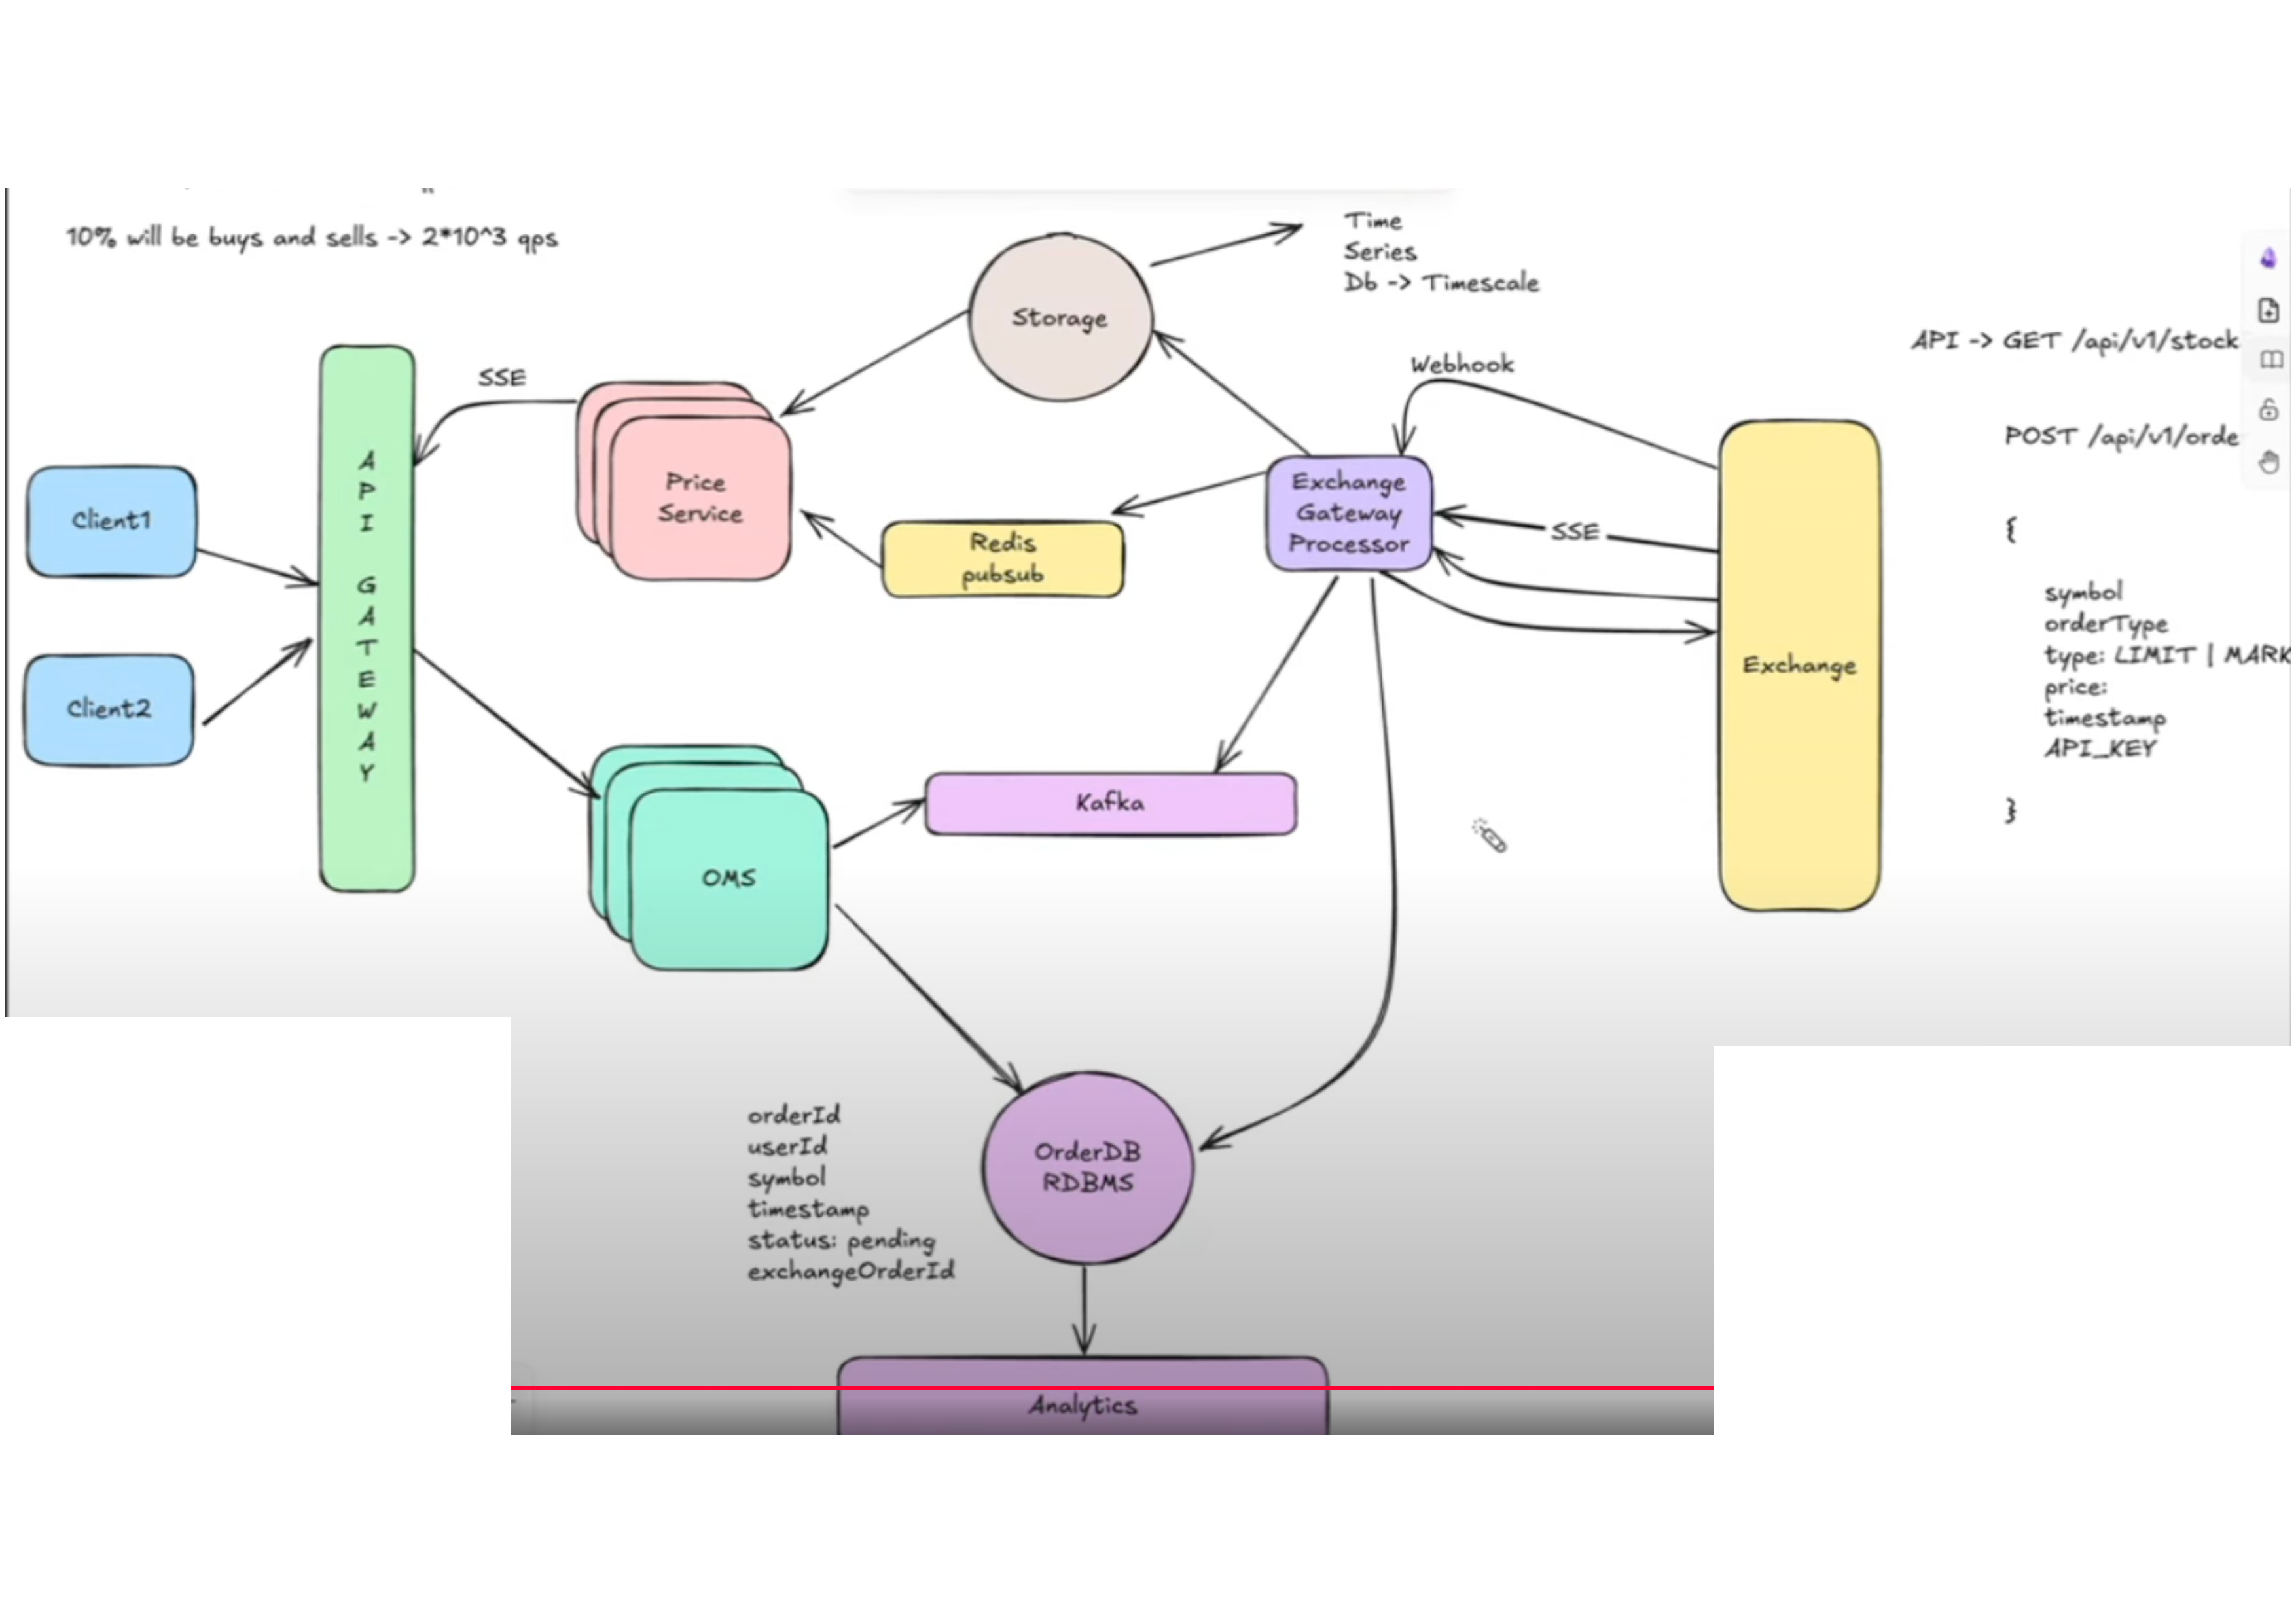 10% will be buys and sells -> 2*10^3 qps
Time
Series
Db -> Timescale
Storage
API -> GET /api/v1/stock
Webhook
SSE
POST /api/v1/orde
A
P
I
G
A
T
E
W
A
Y
Client1
Price
Service
Exchange
Gateway
Processor
SSE
Redis
pubsub
{
symbol
orderType
type: LIMIT | MARK
price:
timestamp
API_KEY
}
Exchange
Client2
Kafka
OMS
orderId
userId
symbol
timestamp
status: pending
exchangeOrderId
OrderDB
RDBMS
Analytics